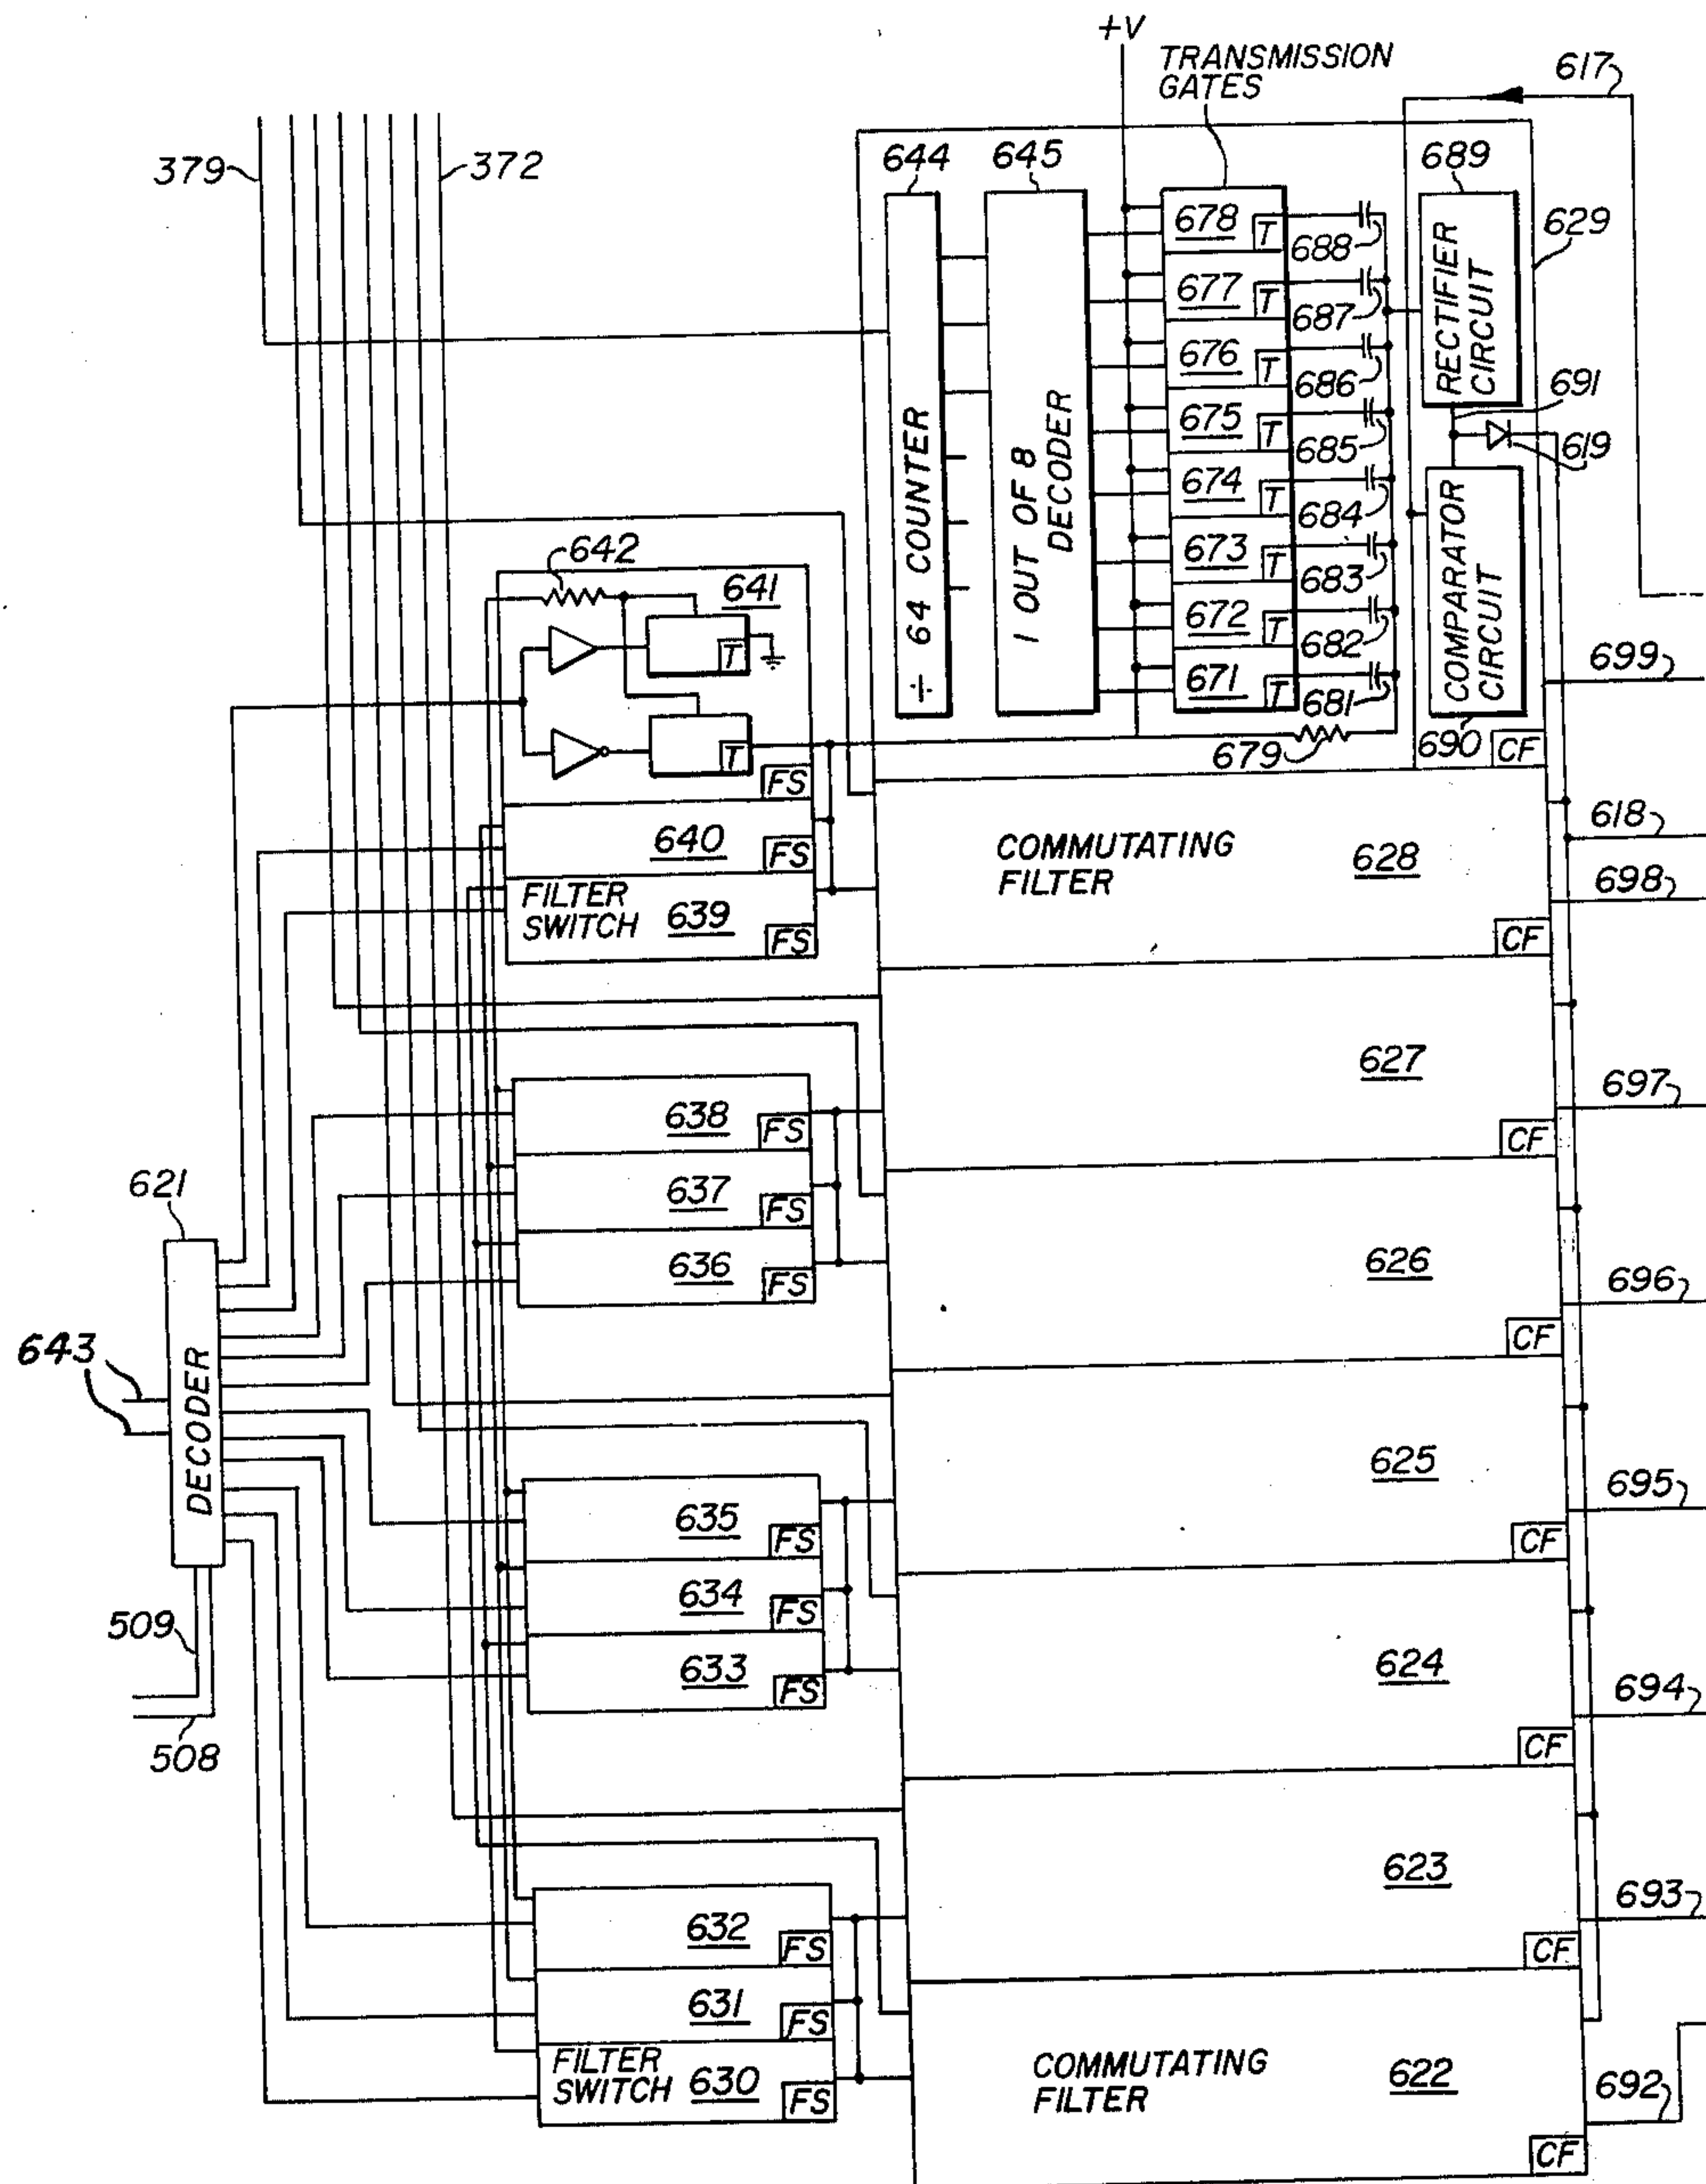 +V
TRANSMISSION
GATES
617
379
372
644
645
689
678
T
688
RECTIFIER
CIRCUIT
629
677
T
687
676
T
686
691
675
T
685
619
÷ 64 COUNTER
1 OUT OF 8
DECODER
674
T
684
COMPARATOR
CIRCUIT
642
641
673
T
683
672
T
682
T
699
671
T
681
T
679
690
CF
FS
640
FS
COMMUTATING
FILTER
628
618
698
FILTER
SWITCH
639
FS
CF
627
638
FS
697
CF
621
637
FS
636
FS
626
696
643
CF
DECODER
625
635
FS
695
CF
634
FS
509
633
FS
624
694
508
CF
623
632
FS
693
CF
631
FS
FILTER
SWITCH
630
FS
COMMUTATING
FILTER
622
692
CF